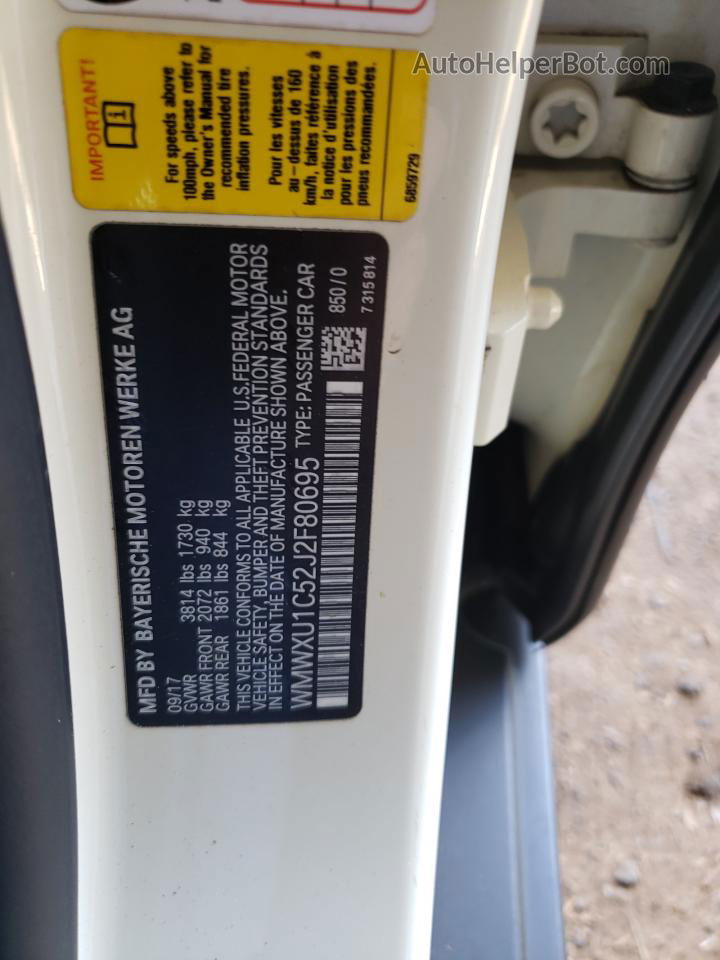 AutoHelperBot.com
IMPORTANT!
For speeds above
100mph, please refer to
the Owner's Manual for
recommended tire
inflation pressures.
Pour les vitesses
au - dessus de 160
km/h, faites référence à
la notice d'utilisation
pour les pressions des
pneus recommandées.
6859729
MFD BY BAYERISCHE MOTOREN WERKE AG
09/17
GVWR 3814 lbs 1730 kg
GAWR FRONT 2072 lbs 940 kg
GAWR REAR 1861 lbs 844 kg
THIS VEHICLE CONFORMS TO ALL APPLICABLE U.S.FEDERAL MOTOR
VEHICLE SAFETY, BUMPER AND THEFT PREVENTION STANDARDS
IN EFFECT ON THE DATE OF MANUFACTURE SHOWN ABOVE.
WMWXU1C52J2F80695 TYPE: PASSENGER CAR
850 / 0
7 315 814